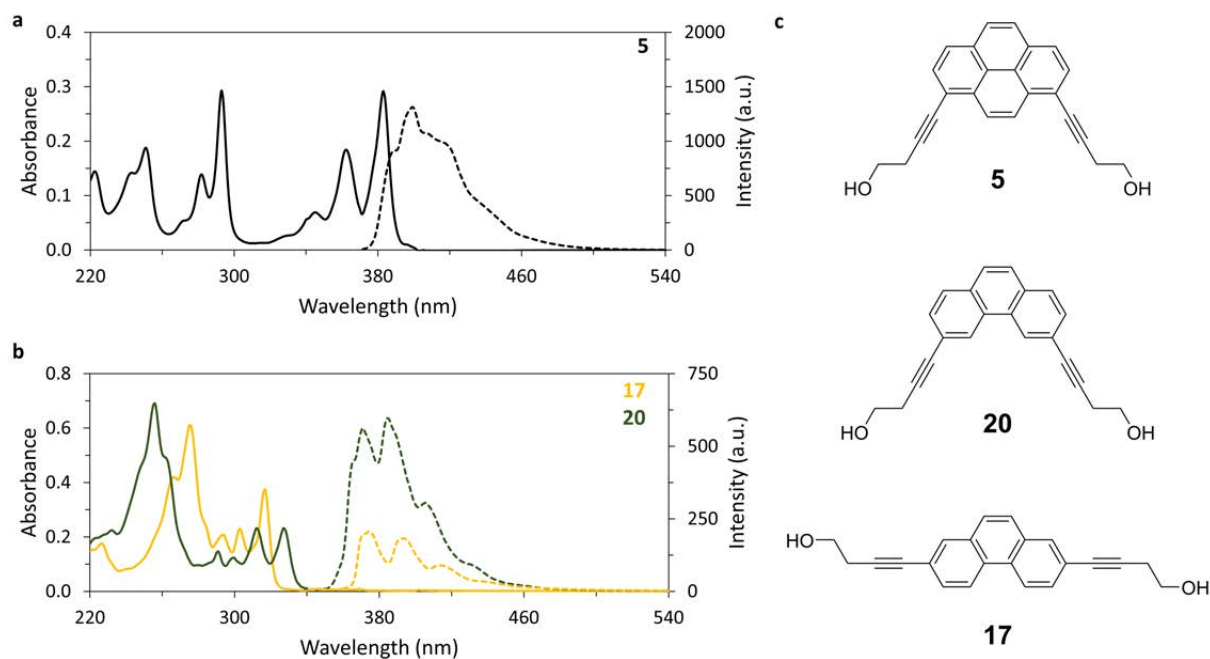 a
5
0.4
0.3
0.2
0.1
0.0
Absorbance
2000
1500
1000
500
0
Intensity (a.u.)
220
300
380
460
540
Wavelength (nm)
b
17
20
0.8
0.6
0.4
0.2
0.0
Absorbance
750
500
250
0
Intensity (a.u.)
220
300
380
460
540
Wavelength (nm)
c
HO
OH
5
HO
OH
20
HO
OH
17